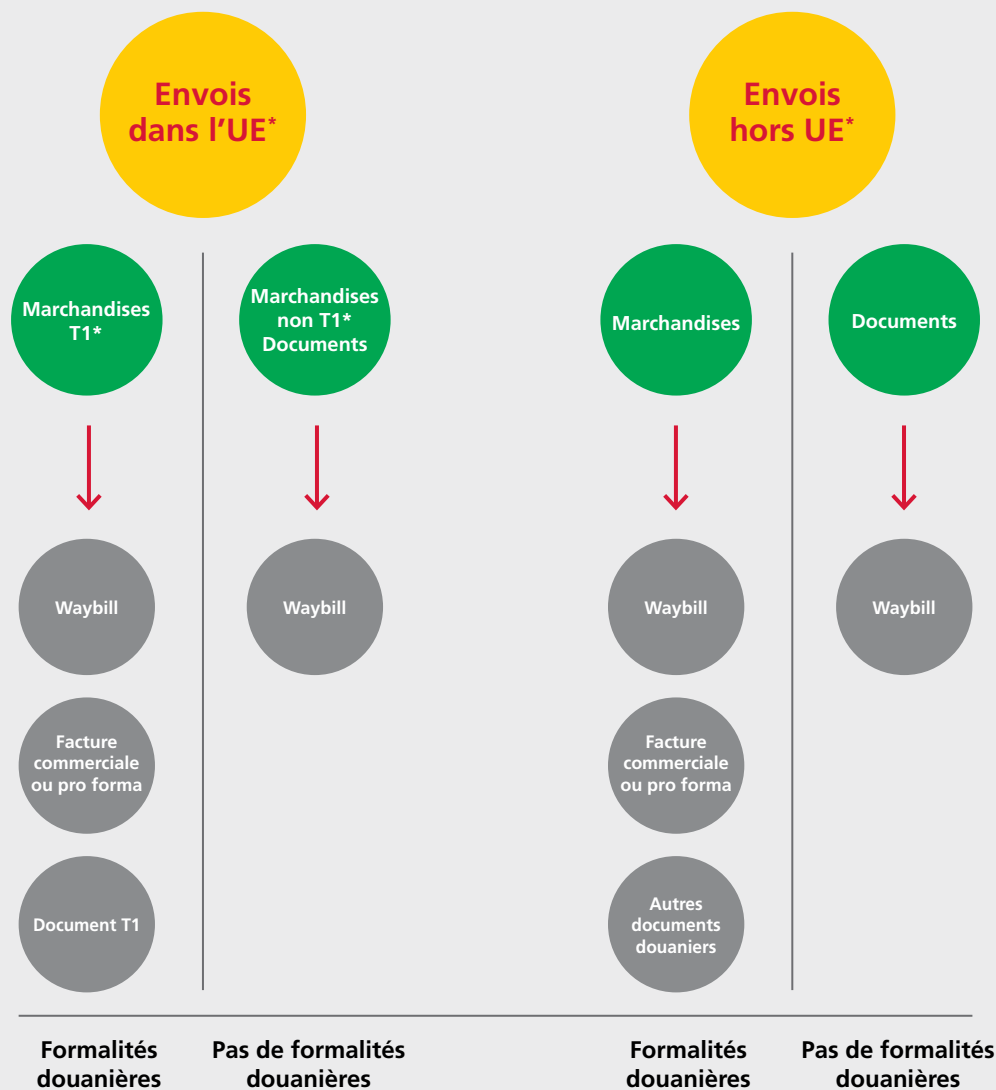 Envois
dans l'UE*
Envois
hors UE*
Marchandises
T1*
Marchandises
non T1*
Documents
Marchandises
Documents
Waybill
Waybill
Waybill
Waybill
Facture
commerciale
ou pro forma
Facture
commerciale
ou pro forma
Document T1
Autres
documents
douaniers
Formalités
douanières
Pas de formalités
douanières
Formalités
douanières
Pas de formalités
douanières